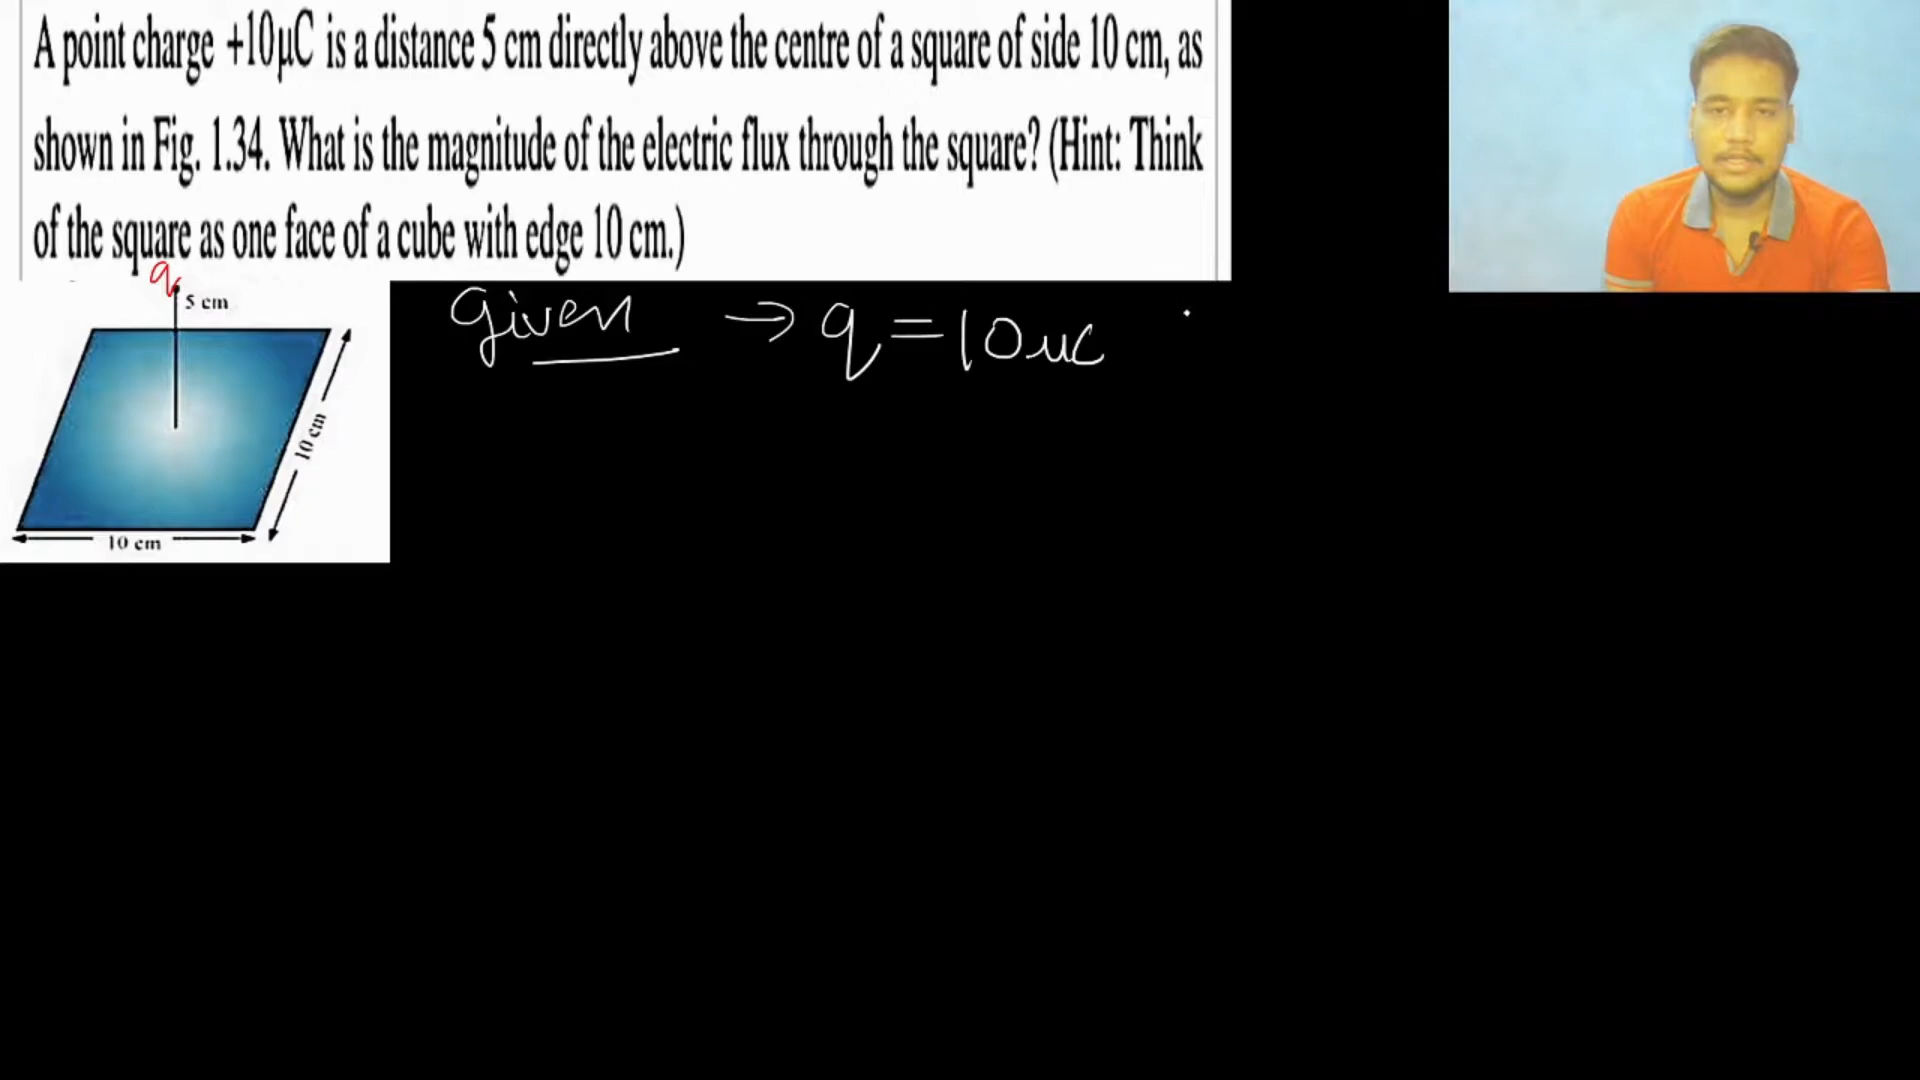 A point charge +10μC is a distance 5 cm directly above the centre of a square of side 10 cm, as
shown in Fig. 1.34. What is the magnitude of the electric flux through the square? (Hint: Think
of the square as one face of a cube with edge 10 cm.)
q
5 cm
10 cm
10 cm
given → q = 10μC